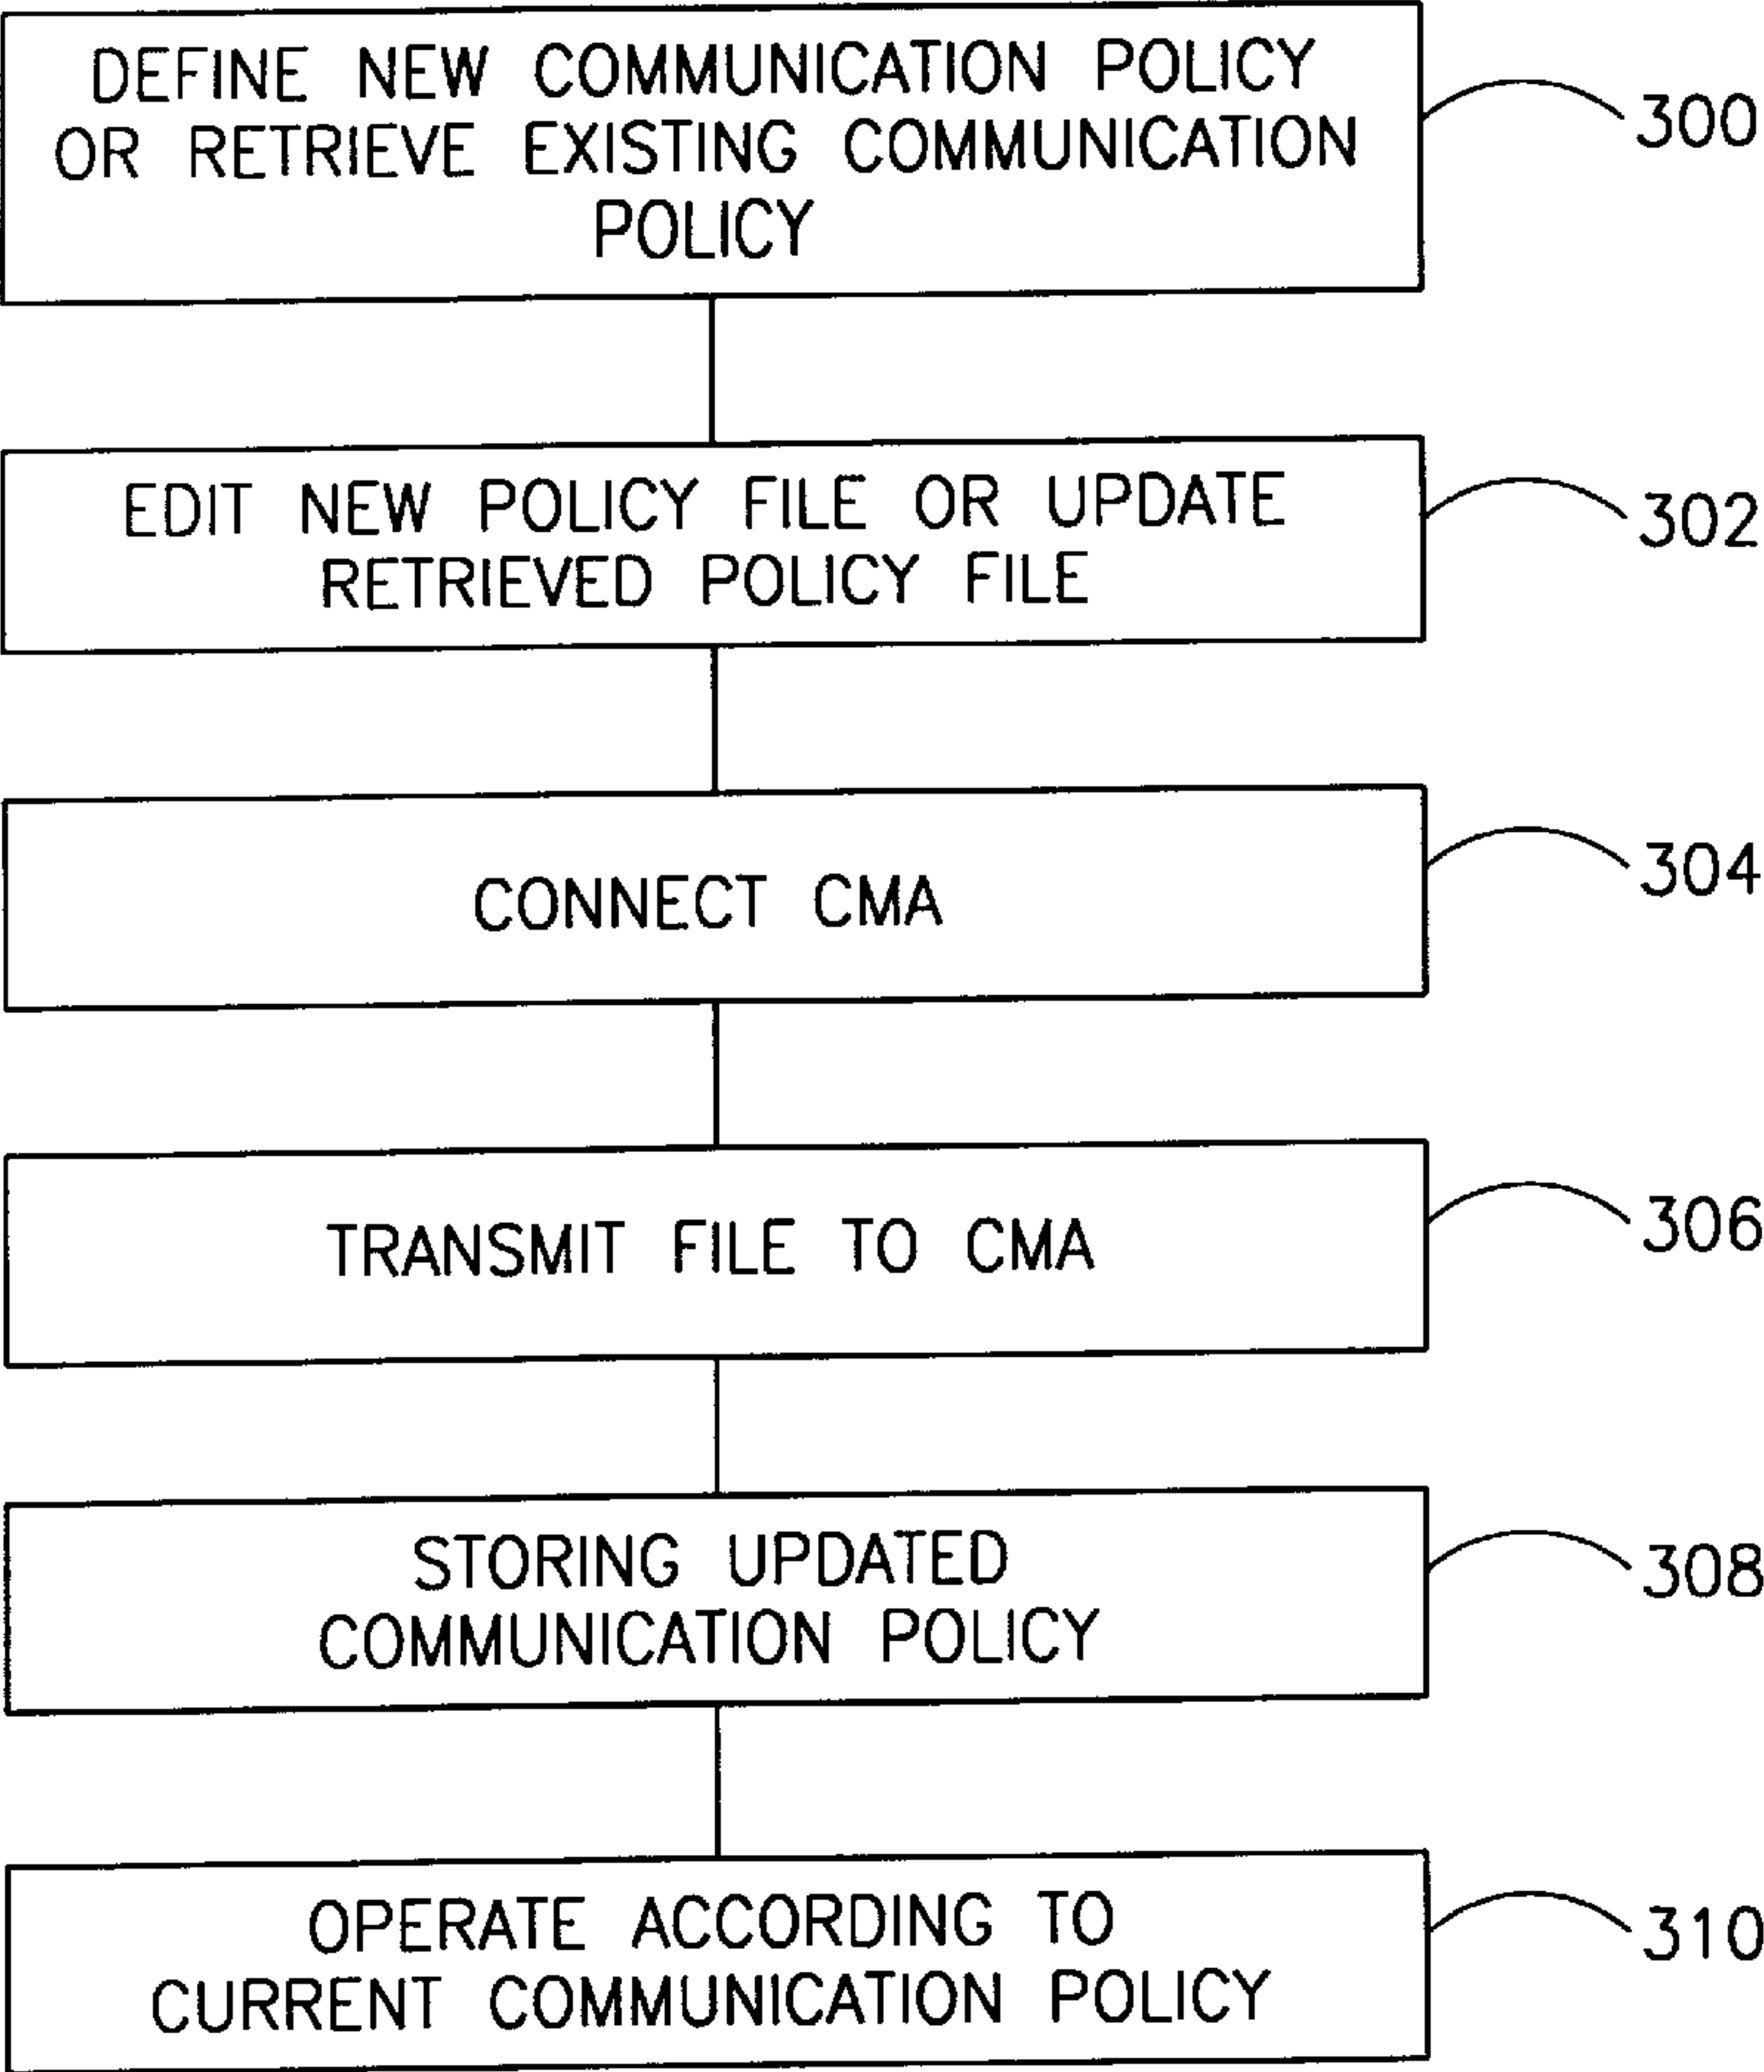 DEFINE NEW COMMUNICATION POLICY
OR RETRIEVE EXISTING COMMUNICATION
POLICY
300
EDIT NEW POLICY FILE OR UPDATE
RETRIEVED POLICY FILE
302
CONNECT CMA
304
TRANSMIT FILE TO CMA
306
STORING UPDATED
COMMUNICATION POLICY
308
OPERATE ACCORDING TO
CURRENT COMMUNICATION POLICY
310